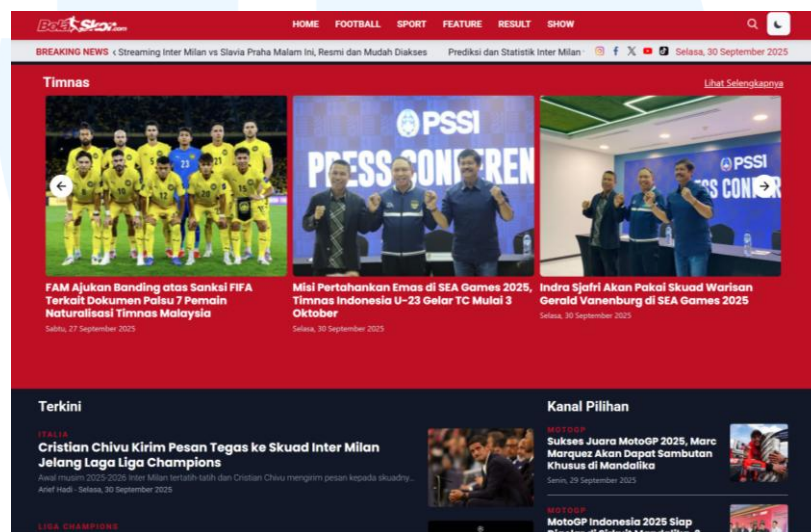 BolaSkor.com
HOME FOOTBALL SPORT FEATURE RESULT SHOW
BREAKING NEWS Streaming Inter Milan vs Slavia Praha Malam Ini, Resmi dan Mudah Diakses Prediksi dan Statistik Inter Milan Selasa, 30 September 2025
Timnas
Lihat Selengkapnya
PSSI
PRESS CONFEREN
PSSI
SS CONFER
FAM Ajukan Banding atas Sanksi FIFA
Terkait Dokumen Palsu 7 Pemain
Naturalisasi Timnas Malaysia
Sabtu, 27 September 2025
Misi Pertahankan Emas di SEA Games 2025,
Timnas Indonesia U-23 Gelar TC Mulai 3
Oktober
Selasa, 30 September 2025
Indra Sjafri Akan Pakai Skuad Warisan
Gerald Vanenburg di SEA Games 2025
Selasa, 30 September 2025
Terkini
ITALIA
Cristian Chivu Kirim Pesan Tegas ke Skuad Inter Milan
Jelang Laga Liga Champions
Awal musim 2025-2026 Inter Milan tertatih-tatih dan Cristian Chivu mengirim pesan kepada skuadny...
Arief Hadi - Selasa, 30 September 2025
LIGA CHAMPIONS
Kanal Pilihan
MOTOGP
Sukses Juara MotoGP 2025, Marc
Marquez Akan Dapat Sambutan
Khusus di Mandalika
Senin, 29 September 2025
MOTOGP
MotoGP Indonesia 2025 Siap